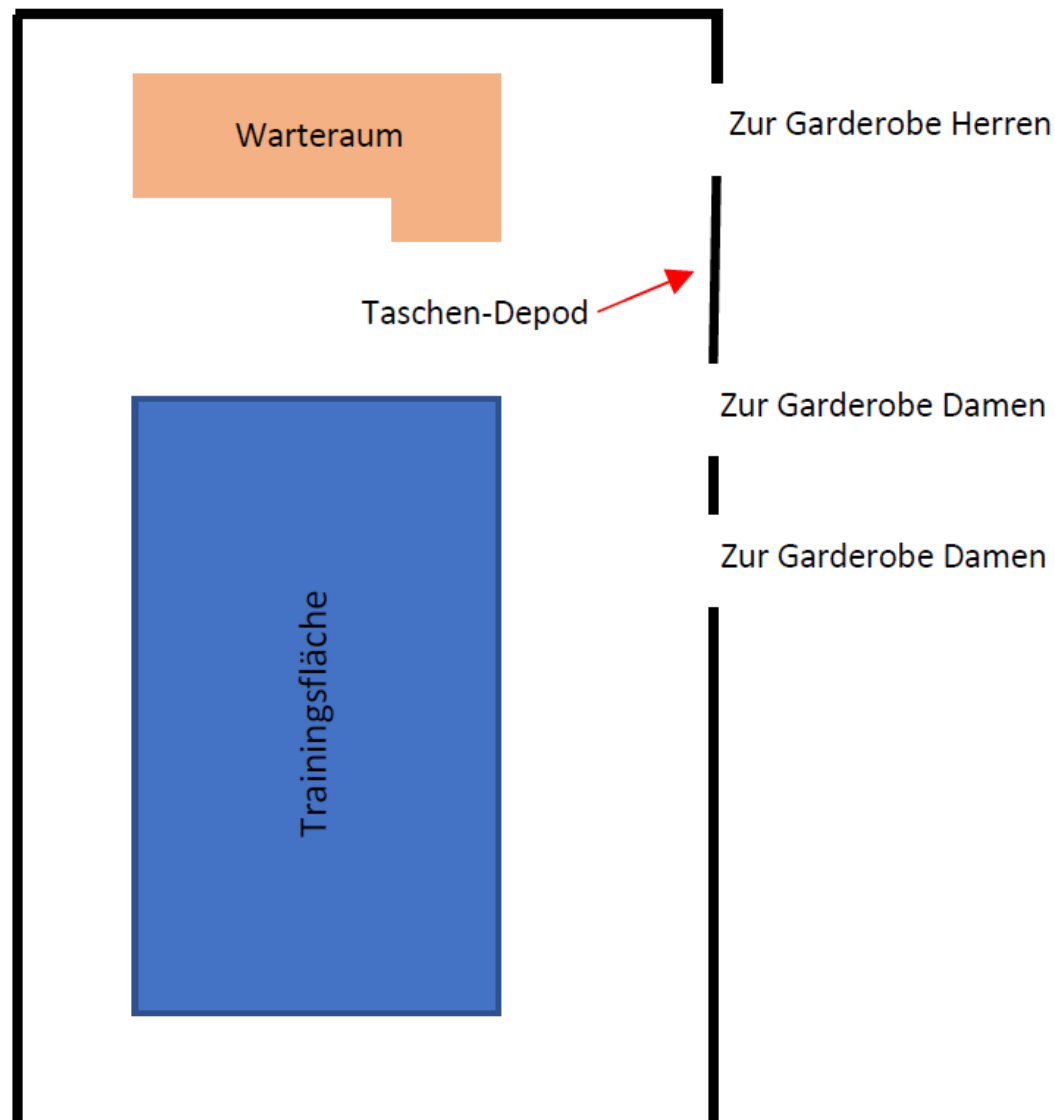 Warteraum
Zur Garderobe Herren
Taschen-Depod
Zur Garderobe Damen
Zur Garderobe Damen
Trainingsfläche